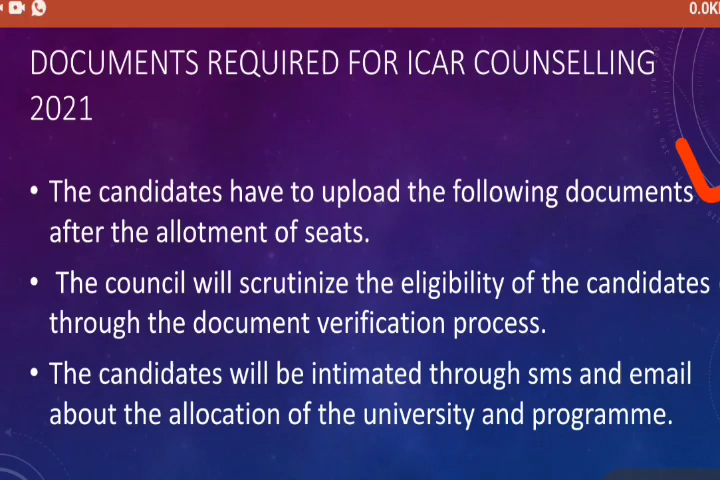 0.0K
DOCUMENTS REQUIRED FOR ICAR COUNSELLING
2021
• The candidates have to upload the following documents
after the allotment of seats.
• The council will scrutinize the eligibility of the candidates
through the document verification process.
• The candidates will be intimated through sms and email
about the allocation of the university and programme.